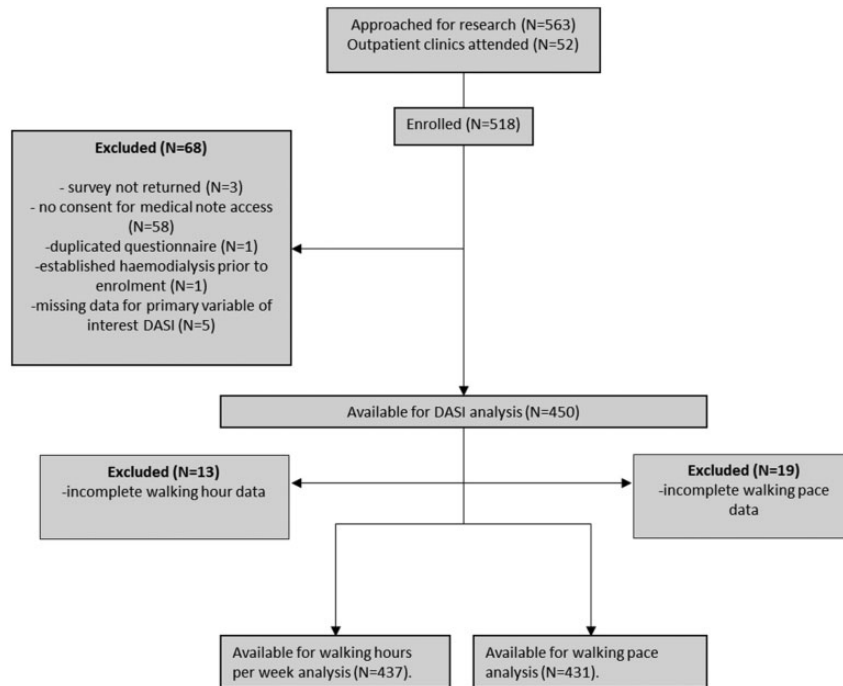 Approached for research (N=563)
Outpatient clinics attended (N=52)
Enrolled (N=518)
Excluded (N=68)
- survey not returned (N=3)
- no consent for medical note access
(N=58)
-duplicated questionnaire (N=1)
-established haemodialysis prior to
enrolment (N=1)
-missing data for primary variable of
interest DASI (N=5)
Available for DASI analysis (N=450)
Excluded (N=13)
-incomplete walking hour data
Excluded (N=19)
-incomplete walking pace
data
Available for walking hours
per week analysis (N=437).
Available for walking pace
analysis (N=431).